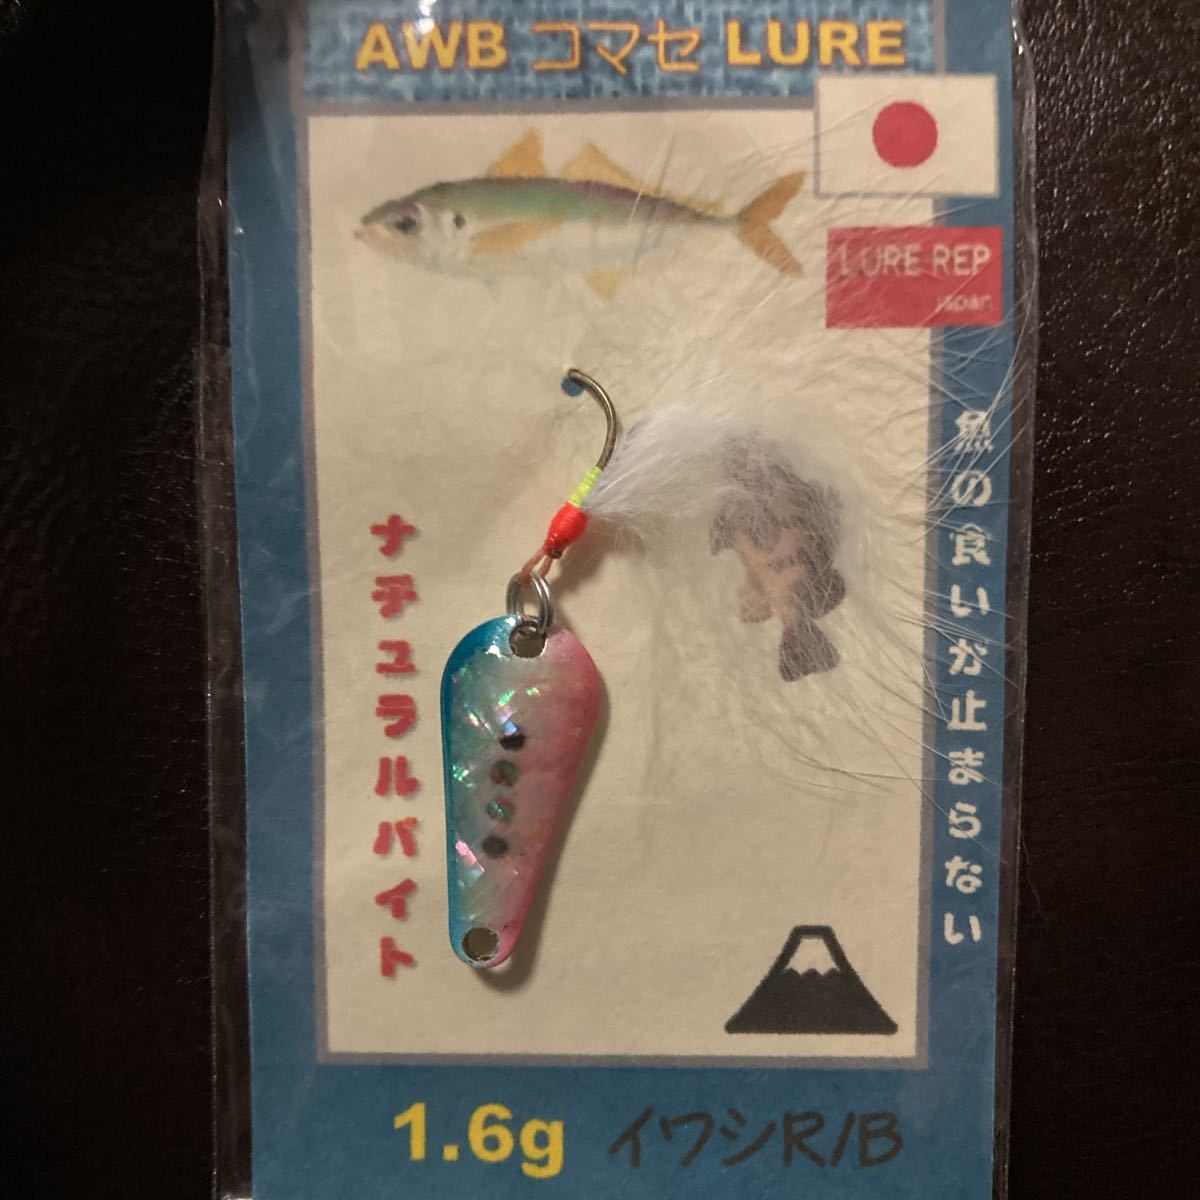 AWB コマセ LURE
LURE REP
Japan
魚の食いが止まらない
ナチュラルバイト
1.6g イワシR/B